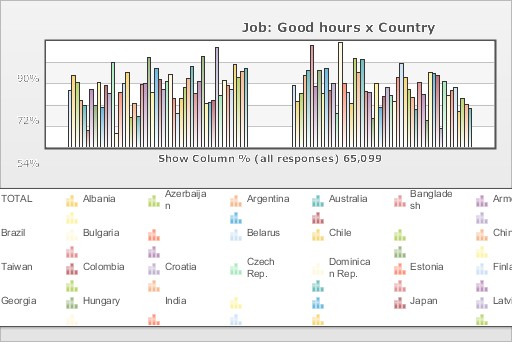 Job: Good hours x Country
90%
72%
54%
Show Column % (all responses) 65,099
TOTAL Albania Azerbaija Argentina Australia Banglade Arme
n sh
Brazil Bulgaria Belarus Chile Chin
Taiwan Colombia Croatia Czech Dominica Estonia Finla
Rep. n Rep.
Georgia Hungary India Japan Latvi